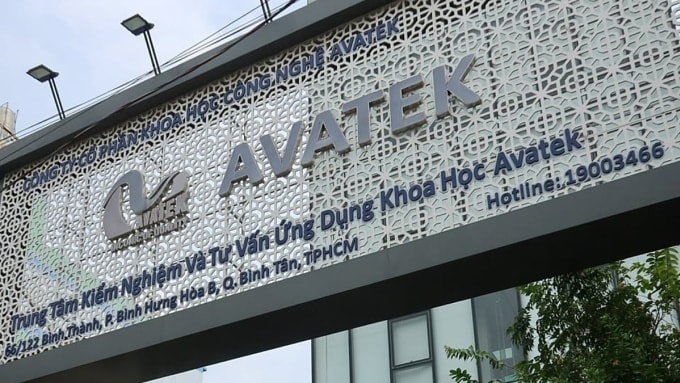 CÔNG TY CỔ PHẦN KHOA HỌC CÔNG NGHỆ AVATEK
AVATEK
AVATEK
Trung Tâm Kiểm Nghiệm Và Tư Vấn Ứng Dụng Khoa Học Avatek
Hotline: 19003466
Bình Thành, P. Bình Hưng Hòa B, Q. Bình Tân, TPHCM